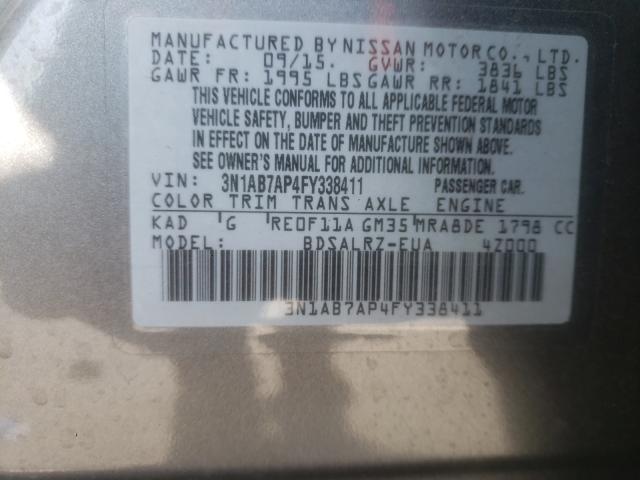 MANUFACTURED BY NISSAN MOTOR CO., LTD.
DATE: 09/15. GVWR: 3836 LBS
GAWR FR: 1995 LBS GAWR RR: 1841 LBS
THIS VEHICLE CONFORMS TO ALL APPLICABLE FEDERAL MOTOR
VEHICLE SAFETY, BUMPER AND THEFT PREVENTION STANDARDS
IN EFFECT ON THE DATE OF MANUFACTURE SHOWN ABOVE.
SEE OWNER'S MANUAL FOR ADDITIONAL INFORMATION.
VIN: 3N1AB7AP4FY338411 PASSENGER CAR.
COLOR TRIM TRANS AXLE ENGINE
KAD G RE0F11A GM35 MRA8DE 1798 CC
MODEL: BDSALRZ-EUA 4Z000
3N1AB7AP4FY338411